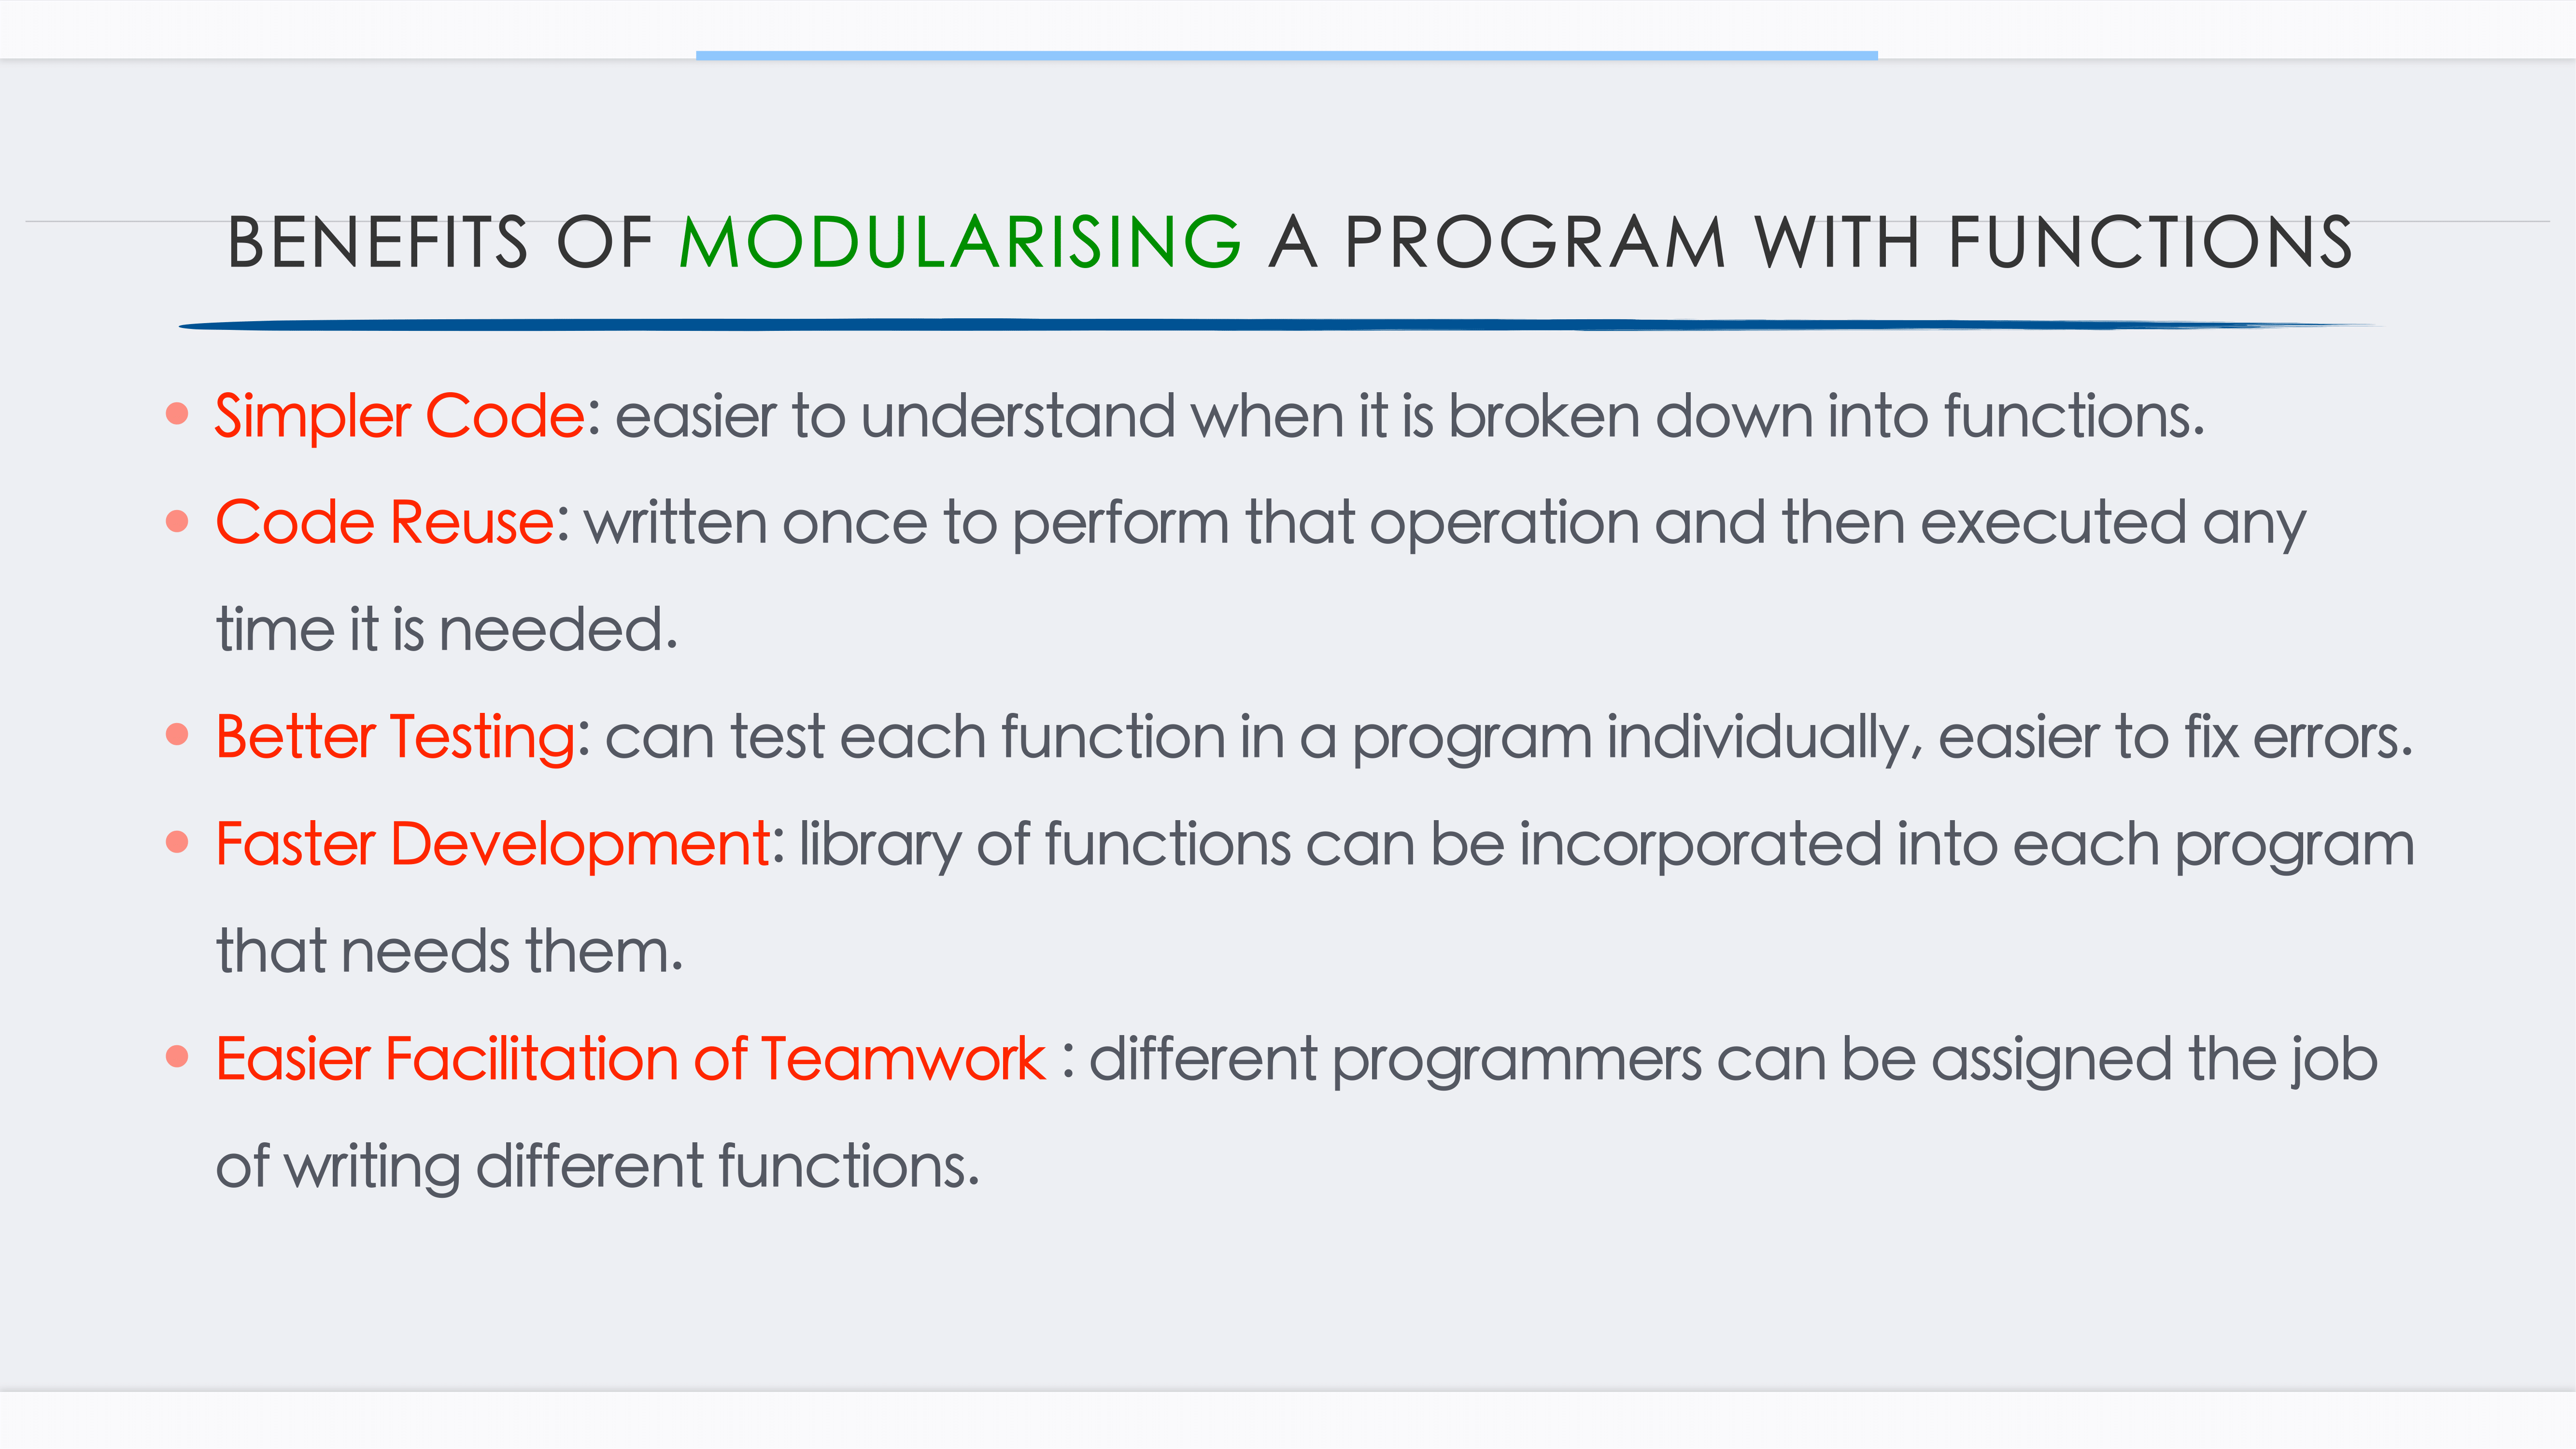 BENEFITS OF MODULARISING A PROGRAM WITH FUNCTIONS
• Simpler Code: easier to understand when it is broken down into functions.
• Code Reuse: written once to perform that operation and then executed any
time it is needed.
• Better Testing: can test each function in a program individually, easier to fix errors.
• Faster Development: library of functions can be incorporated into each program
that needs them.
• Easier Facilitation of Teamwork : different programmers can be assigned the job
of writing different functions.